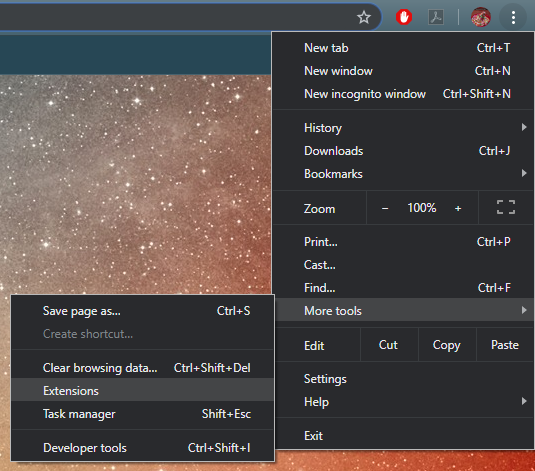 New tab Ctrl+T
New window Ctrl+N
New incognito window Ctrl+Shift+N
History
Downloads Ctrl+J
Bookmarks
Zoom − 100% +
Print... Ctrl+P
Cast...
Find... Ctrl+F
More tools
Edit Cut Copy Paste
Settings
Help
Exit
Save page as... Ctrl+S
Create shortcut...
Clear browsing data... Ctrl+Shift+Del
Extensions
Task manager Shift+Esc
Developer tools Ctrl+Shift+I